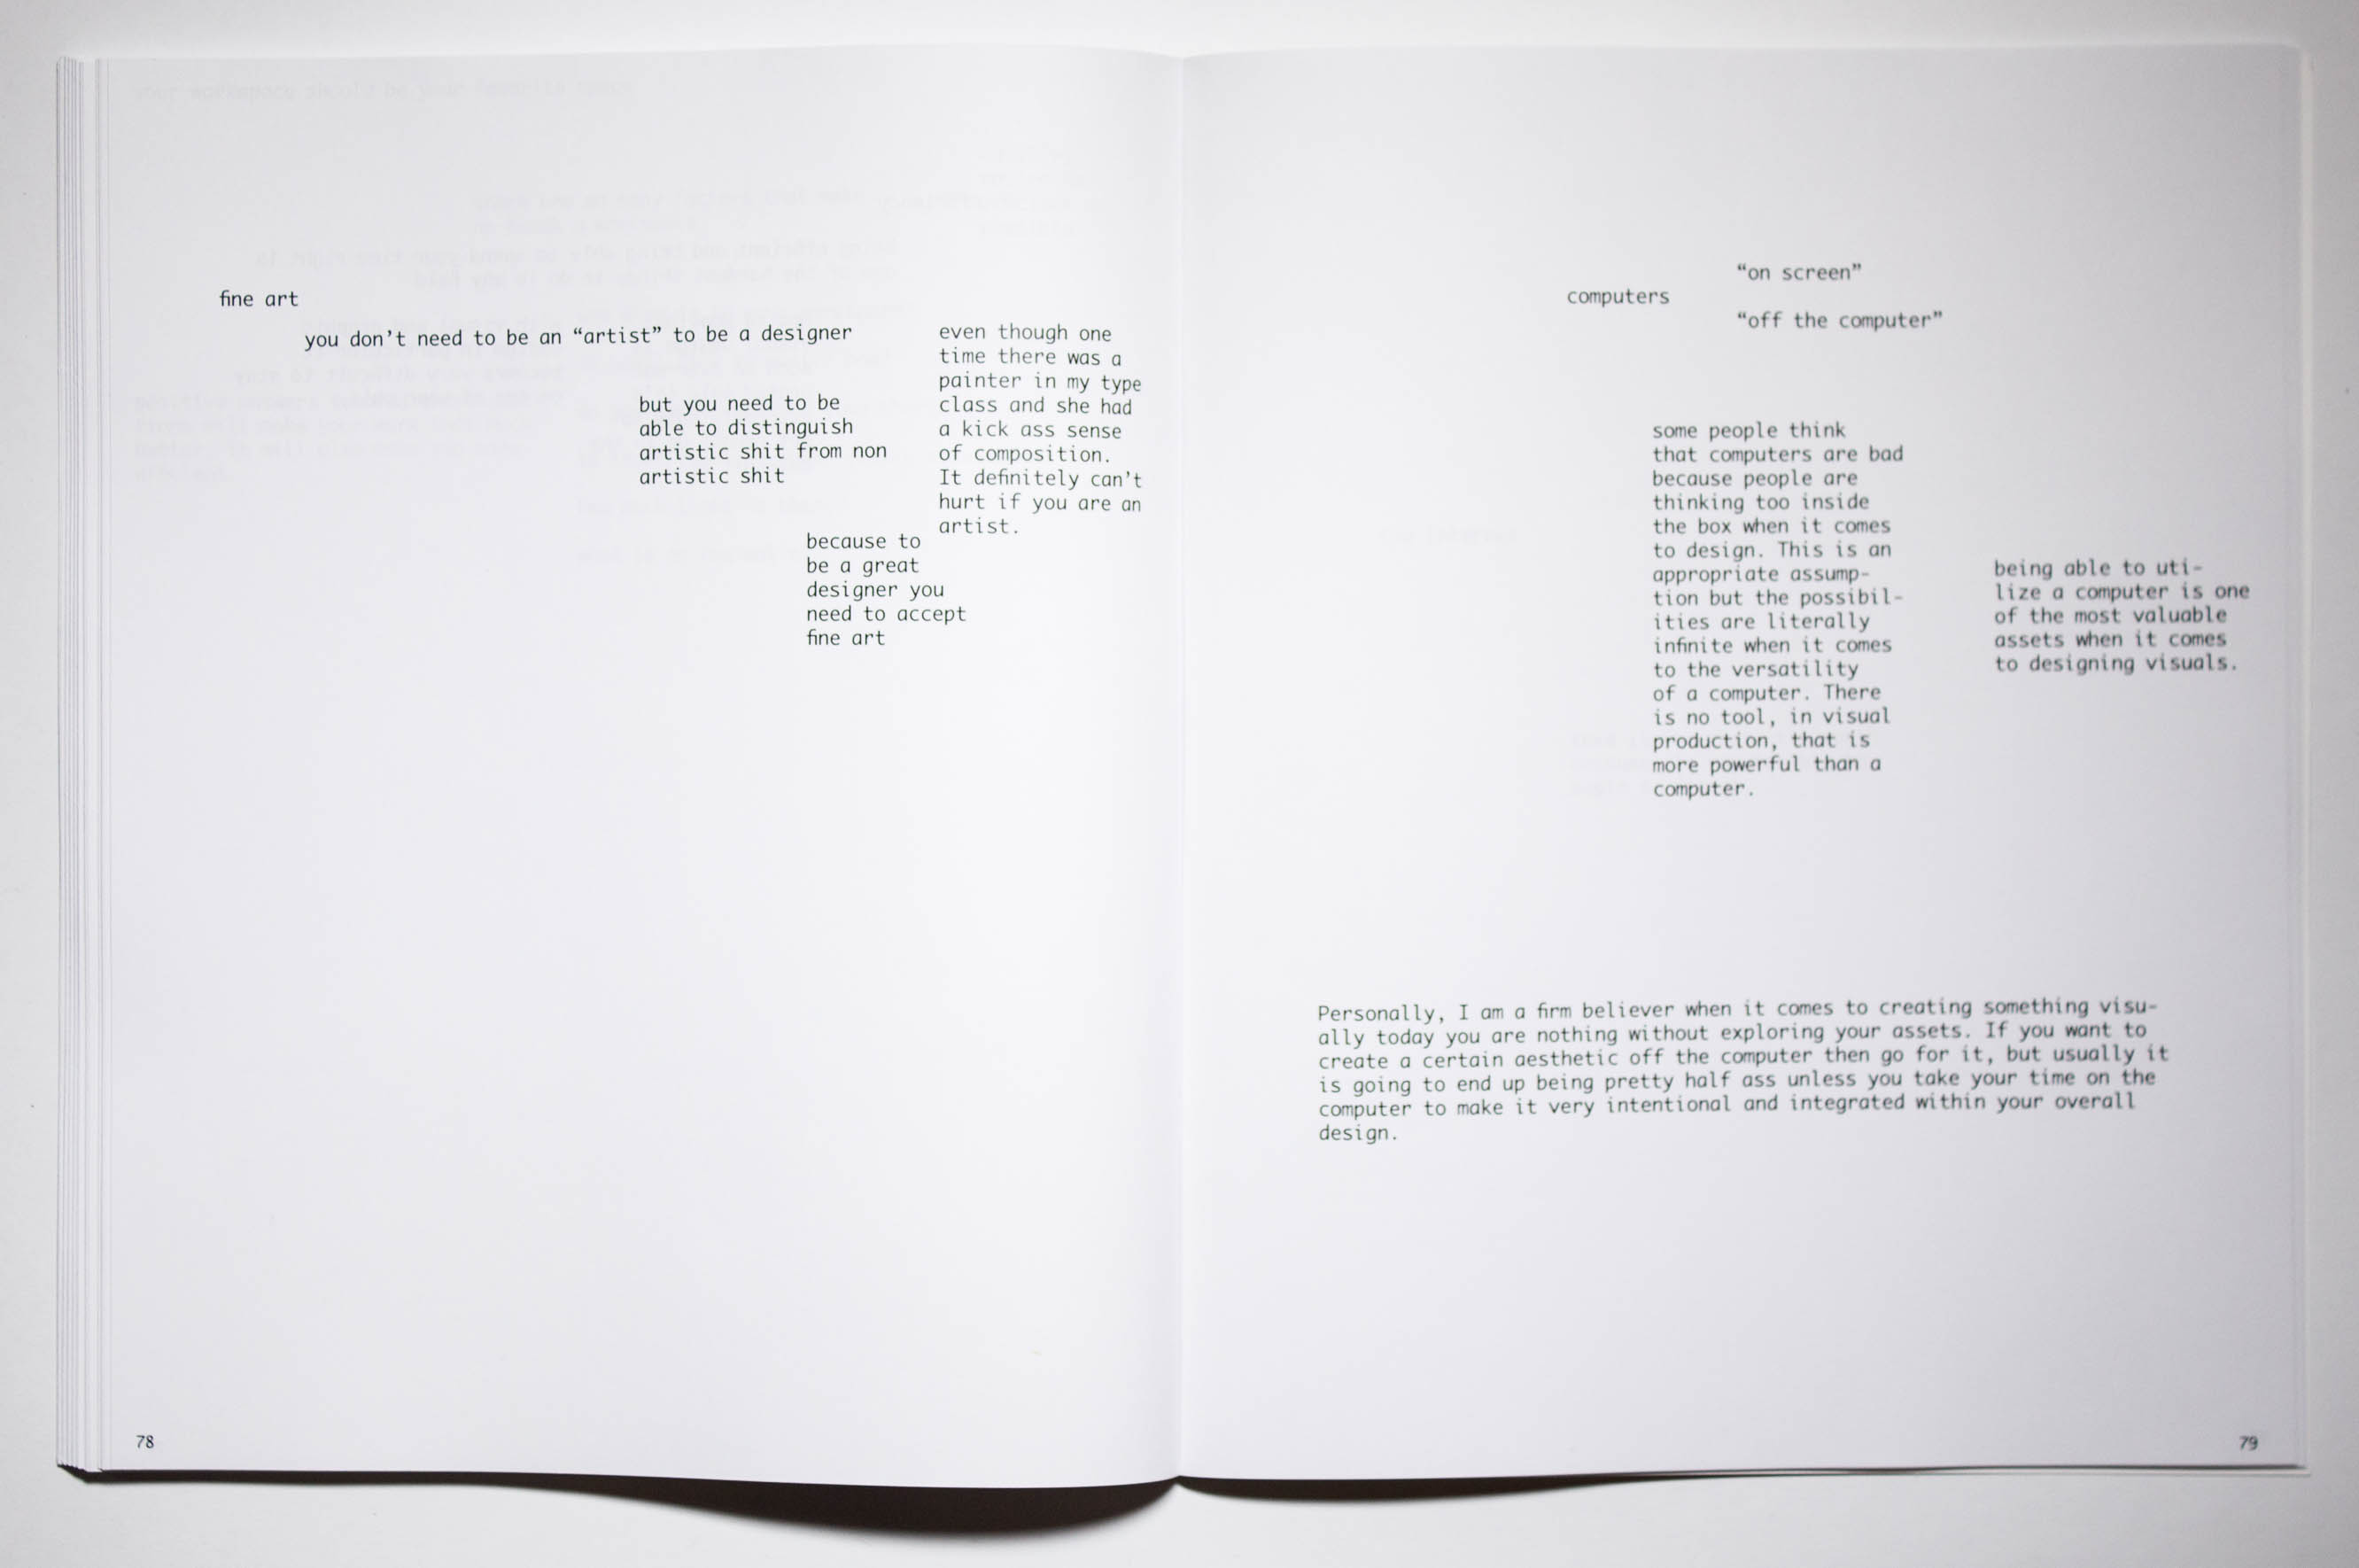 fine art
you don't need to be an “artist” to be a designer
but you need to be
able to distinguish
artistic shit from non
artistic shit
even though one
time there was a
painter in my type
class and she had
a kick ass sense
of composition.
It definitely can't
hurt if you are an
artist.
because to
be a great
designer you
need to accept
fine art
78
computers
“on screen”
“off the computer”
some people think
that computers are bad
because people are
thinking too inside
the box when it comes
to design. This is an
appropriate assump-
tion but the possibil-
ities are literally
infinite when it comes
to the versatility
of a computer. There
is no tool, in visual
production, that is
more powerful than a
computer.
being able to uti-
lize a computer is one
of the most valuable
assets when it comes
to designing visuals.
Personally, I am a firm believer when it comes to creating something visu-
ally today you are nothing without exploring your assets. If you want to
create a certain aesthetic off the computer then go for it, but usually it
is going to end up being pretty half ass unless you take your time on the
computer to make it very intentional and integrated within your overall
design.
79